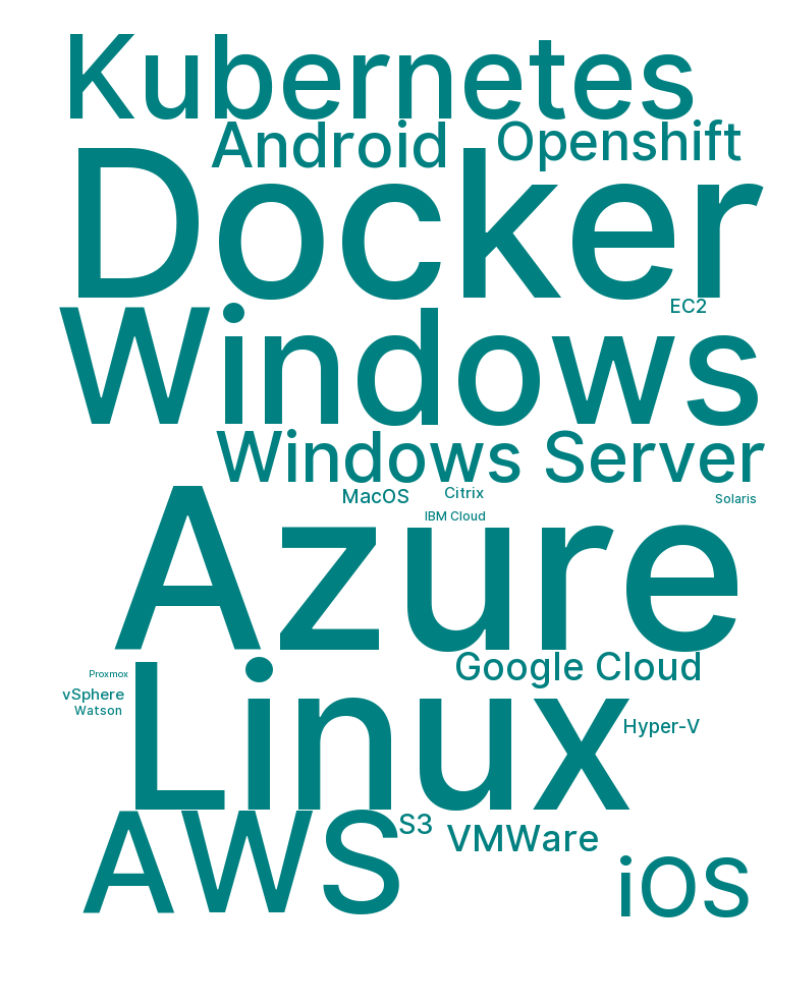 Kubernetes
Android Openshift
Docker
EC2
Windows
Windows Server
MacOS Citrix Solaris
IBM Cloud
Azure
Google Cloud
Proxmox
vSphere
Watson
Linux
Hyper-V
AWS
S3 VMWare
iOS